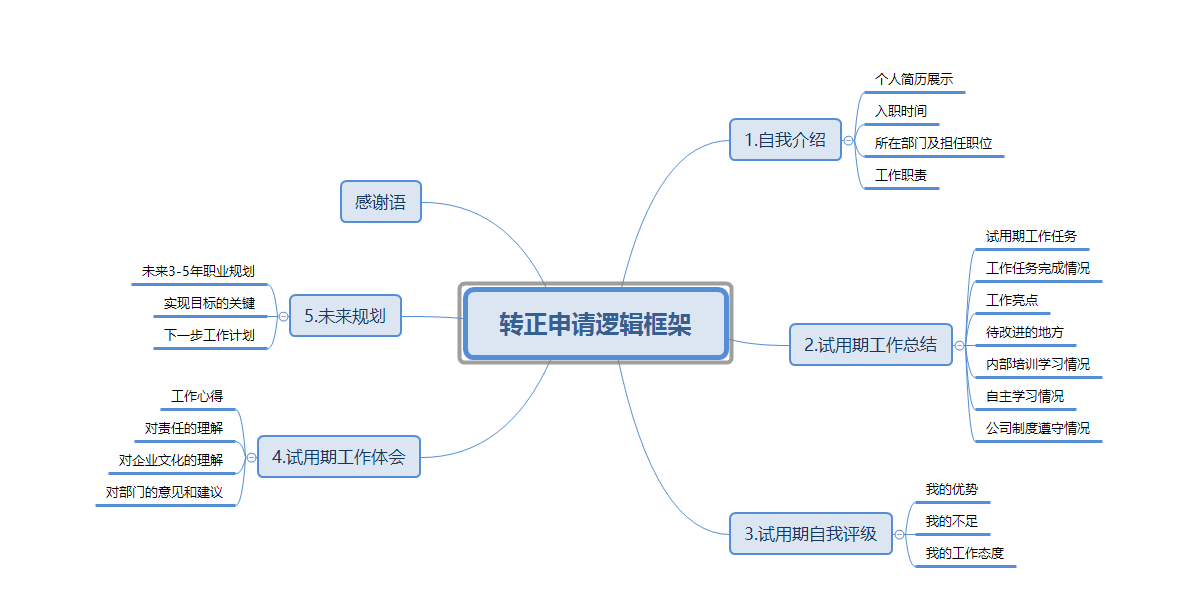 转正申请逻辑框架
1.自我介绍
个人简历展示
入职时间
所在部门及担任职位
工作职责
2.试用期工作总结
试用期工作任务
工作任务完成情况
工作亮点
待改进的地方
内部培训学习情况
自主学习情况
公司制度遵守情况
3.试用期自我评级
我的优势
我的不足
我的工作态度
4.试用期工作体会
工作心得
对责任的理解
对企业文化的理解
对部门的意见和建议
5.未来规划
未来3-5年职业规划
实现目标的关键
下一步工作计划
感谢语